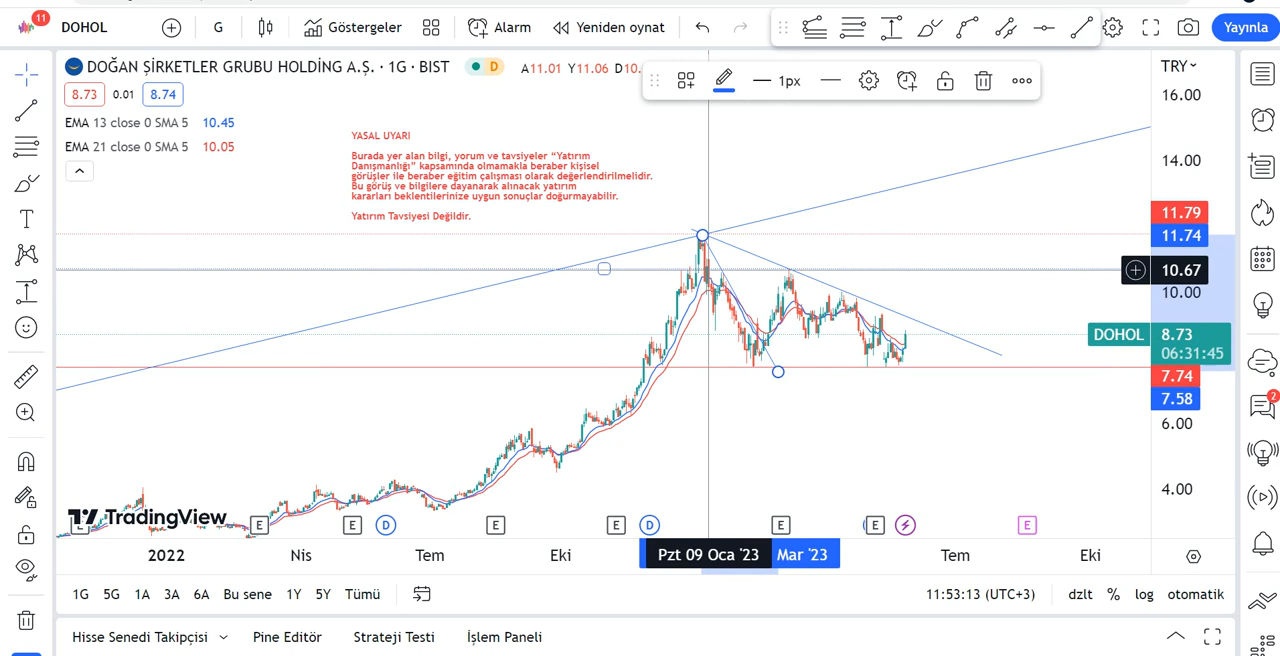 11
DOHOL
G
Göstergeler
Alarm
Yeniden oynat
Yayınla
DOĞAN ŞİRKETLER GRUBU HOLDİNG A.Ş. · 1G · BIST
D
A11.01 Y11.06 D10.
1px
TRY
8.73 0.01 8.74
EMA 13 close 0 SMA 5 10.45
EMA 21 close 0 SMA 5 10.05
YASAL UYARI
Burada yer alan bilgi, yorum ve tavsiyeler “Yatırım
Danışmanlığı” kapsamında olmamakla beraber kişisel
görüşler ile beraber eğitim çalışması olarak değerlendirilmelidir.
Bu görüş ve bilgilere dayanarak alınacak yatırım
kararları beklentilerinize uygun sonuçlar doğurmayabilir.
Yatırım Tavsiyesi Değildir.
16.00
14.00
11.79
11.74
10.67
10.00
DOHOL 8.73
06:31:45
7.74
7.58
6.00
4.00
2
TradingView
E E E D E E D E E E
2022 Nis Tem Eki Pzt 09 Oca '23 Mar '23 Tem Eki
1G 5G 1A 3A 6A Bu sene 1Y 5Y Tümü
11:53:13 (UTC+3) dzlt % log otomatik
Hisse Senedi Takipçisi Pine Editör Strateji Testi İşlem Paneli